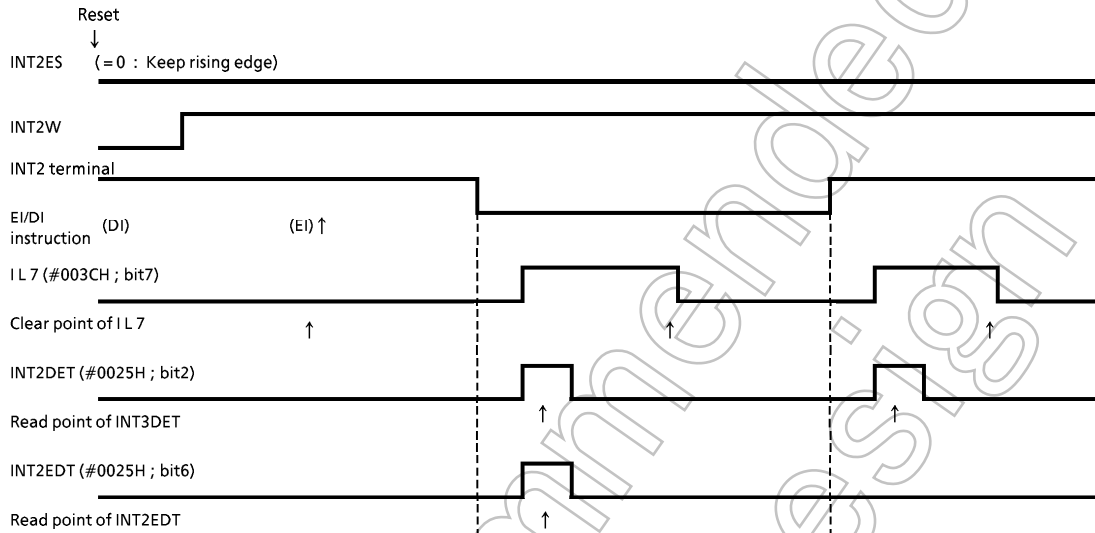 Reset
↓
INT2ES (=0 : Keep rising edge)
INT2W
INT2 terminal
EI/DI
instruction (DI) (EI)↑
I L 7 (#003CH ; bit7)
Clear point of I L 7 ↑ ↑ ↑
INT2DET (#0025H ; bit2)
Read point of INT3DET ↑ ↑
INT2EDT (#0025H ; bit6)
Read point of INT2EDT ↑